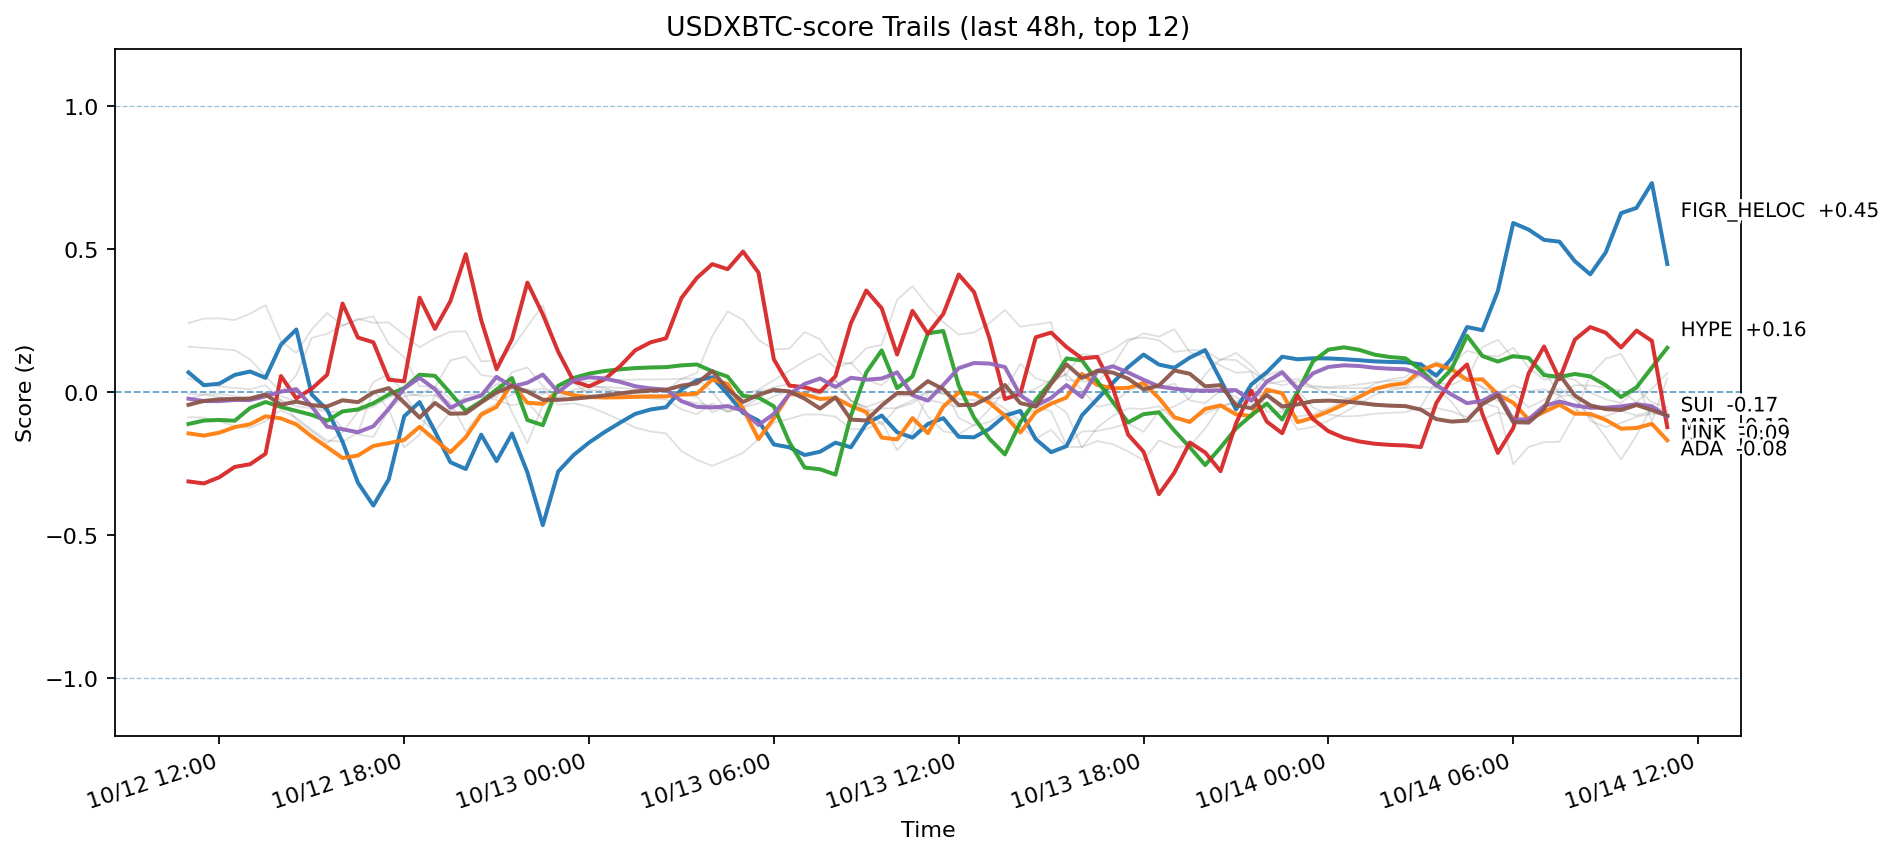 USDXBTC-score Trails (last 48h, top 12)
Score (z)
1.0
0.5
0.0
−0.5
−1.0
FIGR_HELOC +0.45
HYPE +0.16
SUI -0.17
LINK -0.09
ADA -0.08
10/12 12:00
10/12 18:00
10/13 00:00
10/13 06:00
10/13 12:00
10/13 18:00
10/14 00:00
10/14 06:00
10/14 12:00
Time